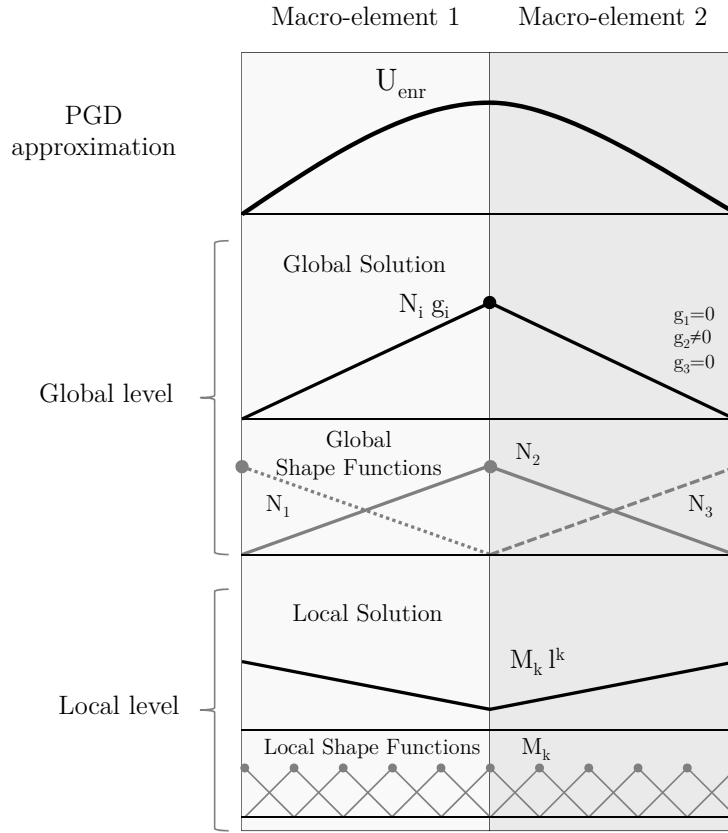 Macro-element 1
Macro-element 2
PGD
approximation
U_enr
Global level
Global Solution
N_i g_i
g_1=0
g_2≠0
g_3=0
Global
Shape Functions
N_1
N_2
N_3
Local level
Local Solution
M_k l^k
Local Shape Functions
M_k